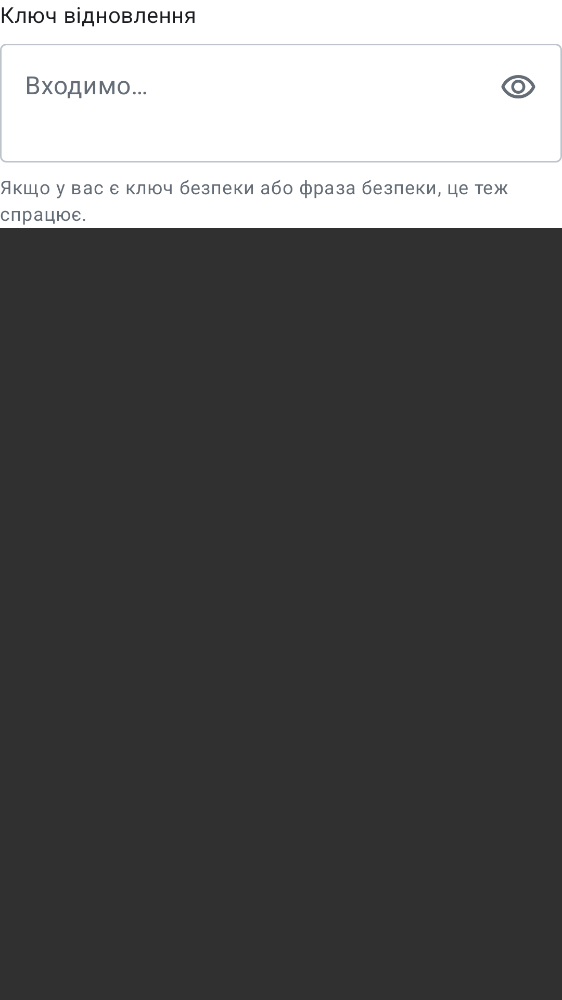 Ключ відновлення
Входимо…
Якщо у вас є ключ безпеки або фраза безпеки, це теж
спрацює.